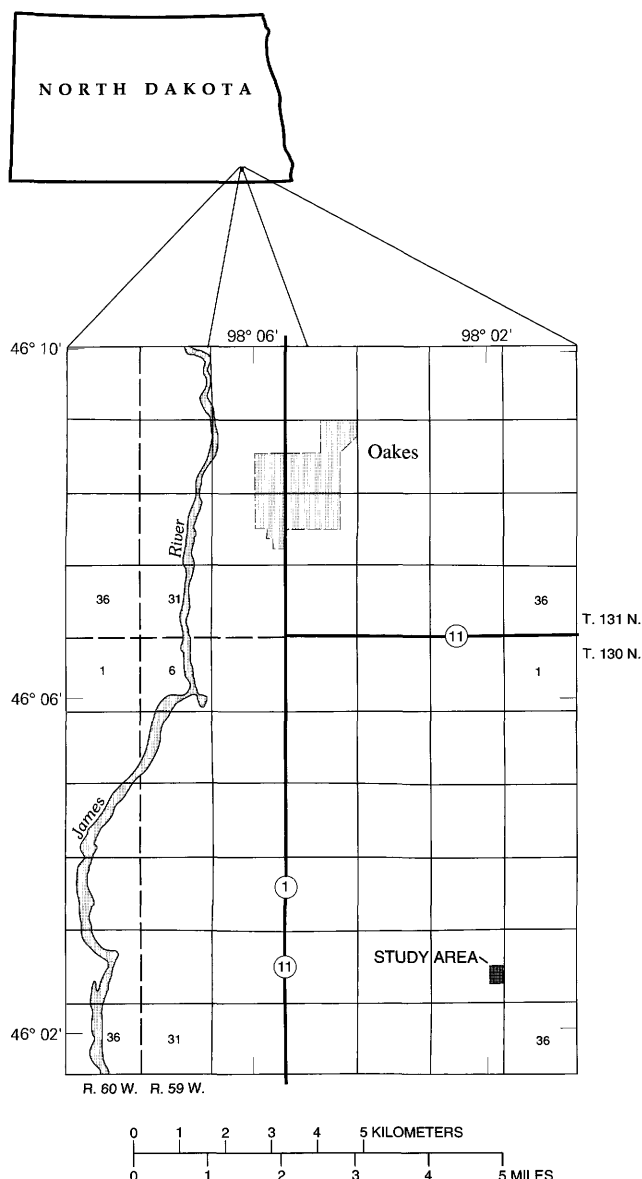 NORTH DAKOTA
98° 06' 98° 02'
46° 10'
Oakes
River
36 31 36
T. 131 N.
11
T. 130 N.
1 6 1
46° 06'
James
1
STUDY AREA
11
46° 02'
36 31 36
R. 60 W. R. 59 W.
0 1 2 3 4 5 KILOMETERS
0 1 2 3 4 5 MILES